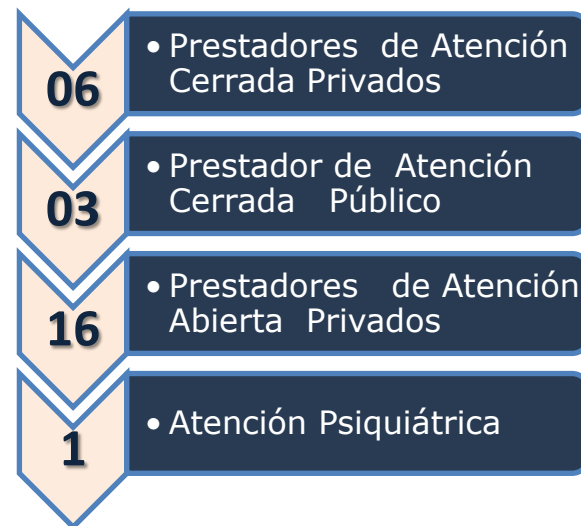 06
• Prestadores de Atención
Cerrada Privados
03
• Prestador de Atención
Cerrada Público
16
• Prestadores de Atención
Abierta Privados
1
• Atención Psiquiátrica